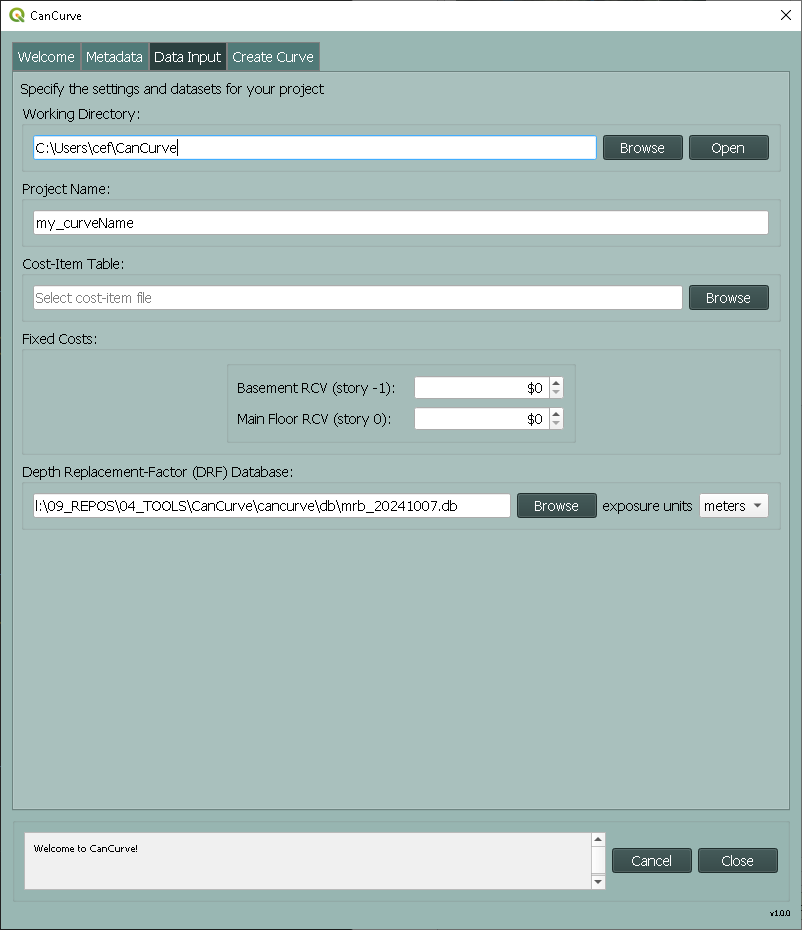 CanCurve
Welcome Metadata Data Input Create Curve
Specify the settings and datasets for your project
Working Directory:
C:\Users\cef\CanCurve Browse Open
Project Name:
my_curveName
Cost-Item Table:
Select cost-item file Browse
Fixed Costs:
Basement RCV (story -1): $0
Main Floor RCV (story 0): $0
Depth Replacement-Factor (DRF) Database:
l:\09_REPOS\04_TOOLS\CanCurve\cancurve\db\mrb_20241007.db Browse exposure units meters
Welcome to CanCurve!
Cancel Close
v1.0.0